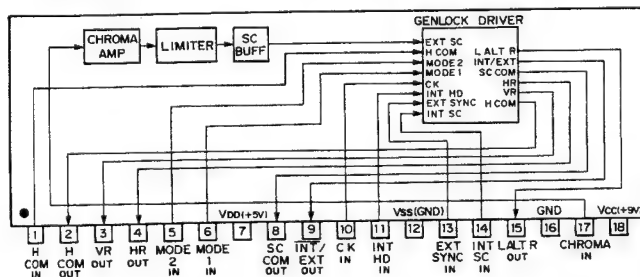 GENLOCK DRIVER
CHROMA AMP
LIMITER
SC BUFF
EXT SC
H COM
MODE 2
MODE 1
CK
INT HD
EXT SYNC
INT SC
L ALT R
INT/EXT
SC COM
HR
VR
H COM
VDD(+5V)
VSS(GND)
GND
VCC(+9V)
1 2 3 4 5 6 7 8 9 10 11 12 13 14 15 16 17 18
H COM IN
H COM OUT
VR OUT
HR OUT
MODE 2 IN
MODE 1 IN
SC COM OUT
INT/EXT OUT
CK IN
INT HD IN
EXT SYNC IN
INT SC IN
L ALT R OUT
CHROMA IN